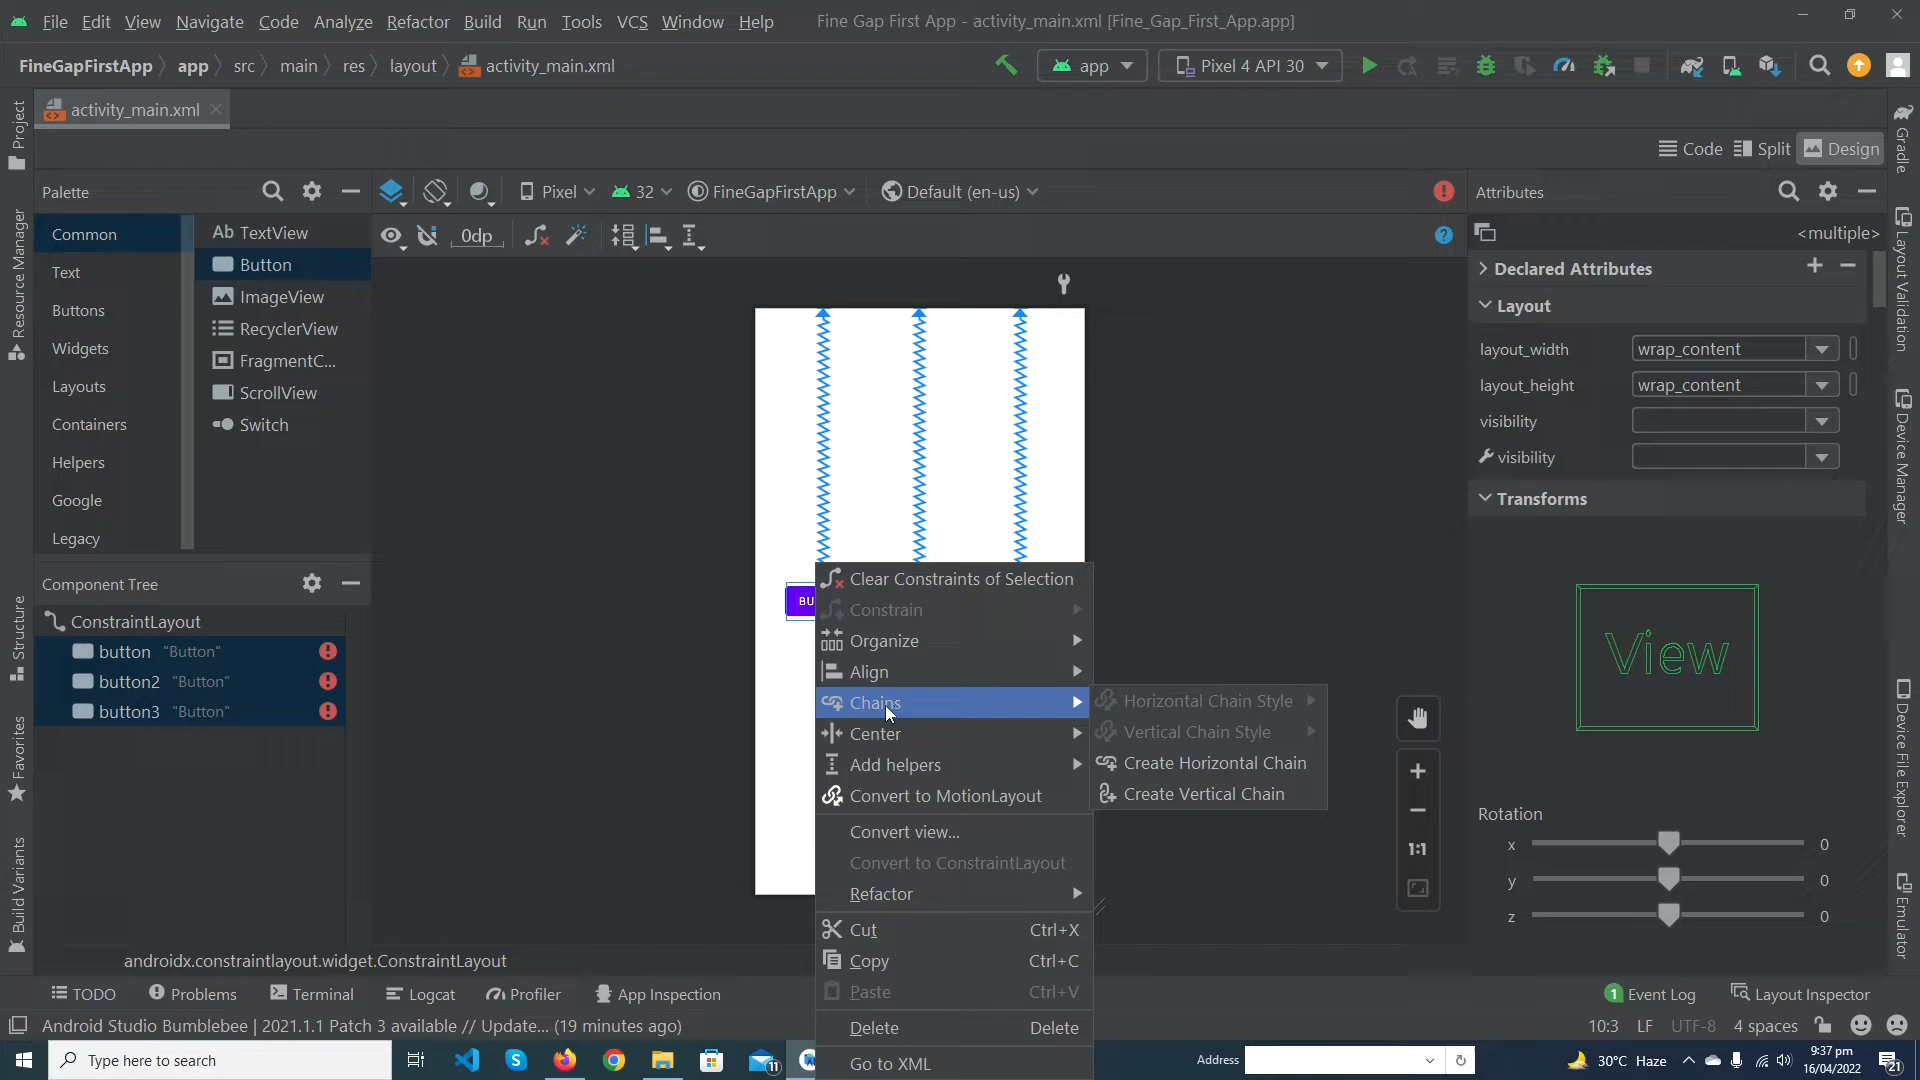 File Edit View Navigate Code Analyze Refactor Build Run Tools VCS Window Help Fine Gap First App - activity_main.xml [Fine_Gap_First_App.app]
FineGapFirstApp app src main res layout activity_main.xml app Pixel 4 API 30
activity_main.xml
Code Split Design
Palette
Pixel 32 FineGapFirstApp Default (en-us)
Attributes
0dp
<multiple>
Common
Text
Buttons
Widgets
Layouts
Containers
Helpers
Google
Legacy
Ab TextView
Button
ImageView
RecyclerView
FragmentC...
ScrollView
Switch
Declared Attributes
Layout
layout_width wrap_content
layout_height wrap_content
visibility
visibility
Transforms
View
Rotation
x 0
y 0
z 0
Component Tree
ConstraintLayout
button "Button"
button2 "Button"
button3 "Button"
BU
Clear Constraints of Selection
Constrain
Organize
Align
Chains
Center
Add helpers
Convert to MotionLayout
Convert view...
Convert to ConstraintLayout
Refactor
Cut Ctrl+X
Copy Ctrl+C
Paste Ctrl+V
Delete Delete
Go to XML
Horizontal Chain Style
Vertical Chain Style
Create Horizontal Chain
Create Vertical Chain
1:1
Project
Resource Manager
Structure
Favorites
Build Variants
Gradle
Layout Validation
Device Manager
Device File Explorer
Emulator
androidx.constraintlayout.widget.ConstraintLayout
TODO Problems Terminal Logcat Profiler App Inspection 1 Event Log Layout Inspector
Android Studio Bumblebee | 2021.1.1 Patch 3 available // Update... (19 minutes ago) 10:3 LF UTF-8 4 spaces
Type here to search
11
Address
30°C Haze
9:37 pm
16/04/2022
21